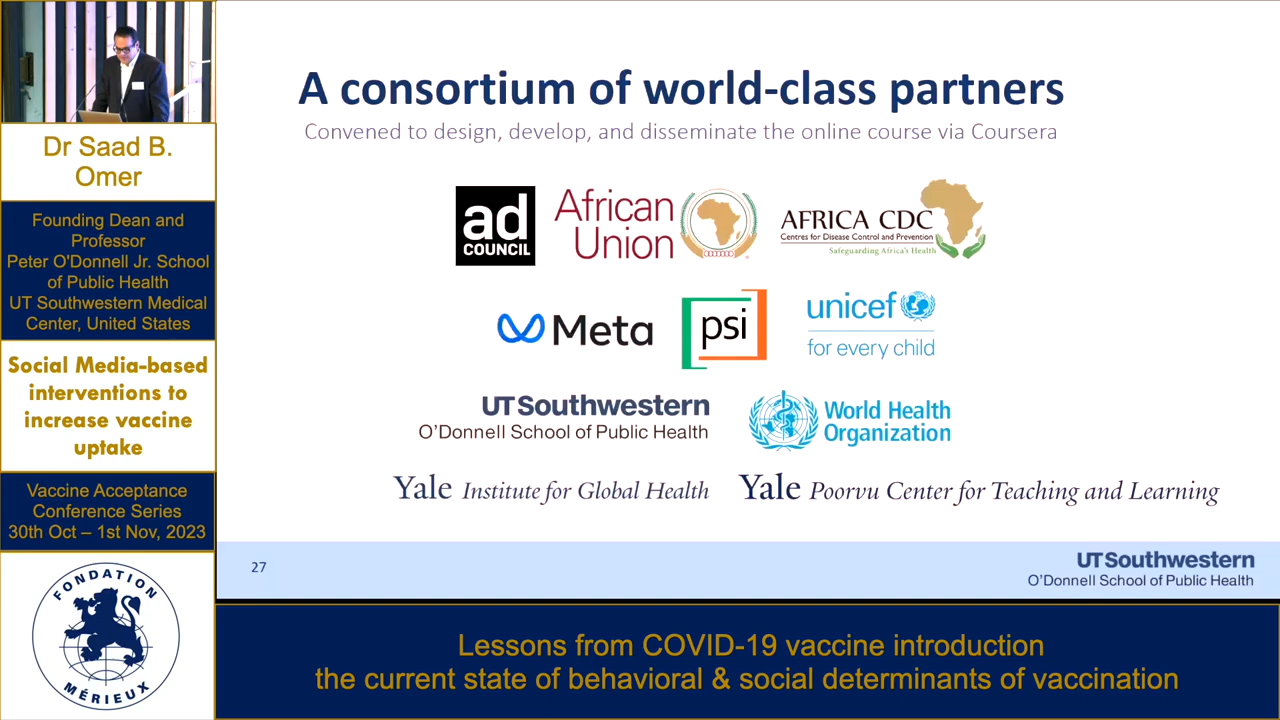 Dr Saad B.
Omer
Founding Dean and
Professor
Peter O'Donnell Jr. School
of Public Health
UT Southwestern Medical
Center, United States
Social Media-based
interventions to
increase vaccine
uptake
Vaccine Acceptance
Conference Series
30th Oct – 1st Nov, 2023
FONDATION
MÉRIEUX
A consortium of world-class partners
Convened to design, develop, and disseminate the online course via Coursera
ad
COUNCIL
African
Union
AFRICA CDC
Centres for Disease Control and Prevention
Safeguarding Africa's Health
Meta
psi
unicef
for every child
UTSouthwestern
O'Donnell School of Public Health
World Health
Organization
Yale Institute for Global Health
Yale Poorvu Center for Teaching and Learning
27
UTSouthwestern
O'Donnell School of Public Health
Lessons from COVID-19 vaccine introduction
the current state of behavioral & social determinants of vaccination